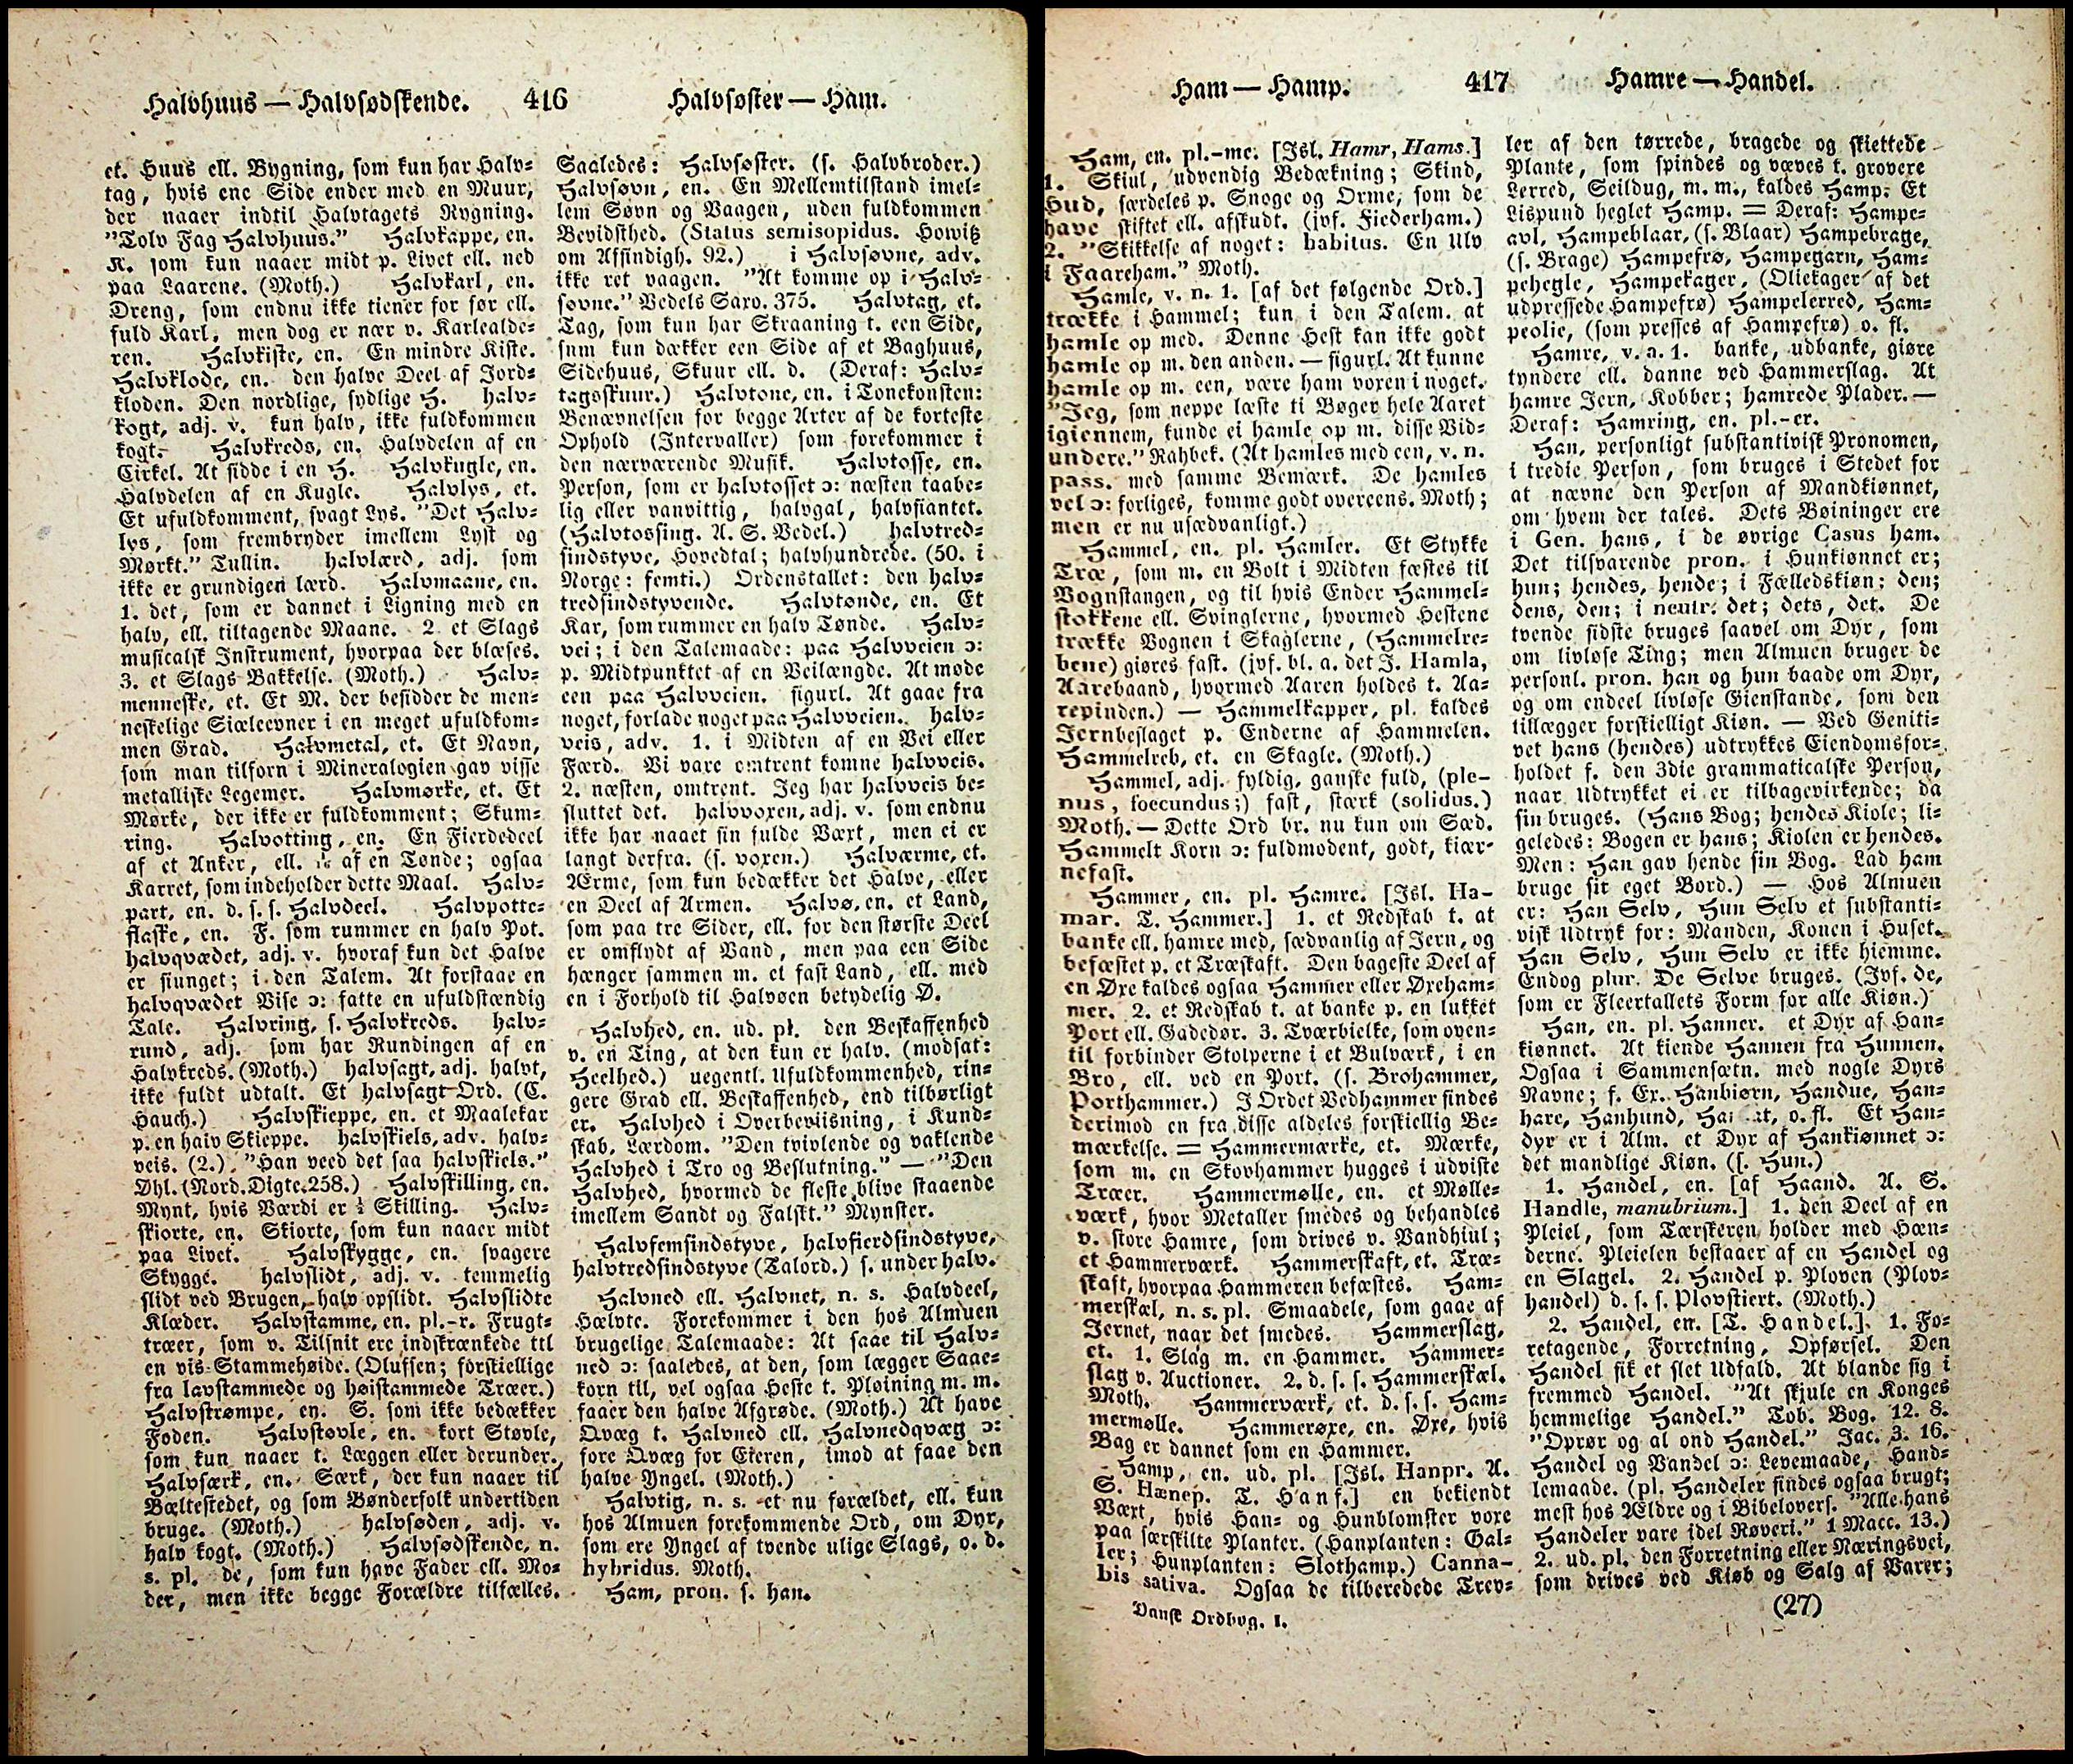 Halvhuus — Halvsødskende. 416 Halvsøster — Ham.
et. Huus ell. Bygning, som kun har Halv=
tag, hvis ene Side ender med en Muur,
der naaer indtil Halvtagets Rygning.
"Tolv Fag Halvhuus." Halvkappe, en.
K. som kun naaer midt p. Livet ell. ned
paa Laarene. (Moth.) Halvkarl, en.
Dreng, som endnu ikke tiener for før ell.
fuld Karl, men dog er nær v. Karlealde=
ren. Halvkiste, en. En mindre Kiste.
Halvklode, en. den halve Deel af Jord=
kloden. Den nordlige, sydlige H. halv=
kogt, adj. v. kun halv, ikke fuldkommen
kogt. Halvkreds, en. Halvdelen af en
Cirkel. At sidde i en H. Halvkugle, en.
Halvdelen af en Kugle. Halvlys, et.
Et ufuldkomment, svagt Lys. "Det Halv=
lys, som frembryder imellem Lyst og
Mørkt." Tullin. halvlærd, adj. som
ikke er grundigen lærd. Halvmaane, en.
1. det, som er dannet i Ligning med en
halv, ell. tiltagende Maane. 2. et Slags
musicalsk Instrument, hvorpaa der blæses.
3. et Slags Bakkelse. (Moth.) Halv=
menneske, et. Et M. der besidder de men=
neskelige Siæleevner i en meget ufuldkom=
men Grad. Halvmetal, et. Et Navn,
som man tilforn i Mineralogien gav visse
metalliske Legemer. Halvmørke, et. Et
Mørke, der ikke er fuldkomment; Skum=
ring. Halvotting, en. En Fierdedeel
af et Anker, ell. af en Tønde; ogsaa
Karret, som indeholder dette Maal. Halv=
part, en. d. s. s. Halvdeel. Halvpotte=
flaske, en. F. som rummer en halv Pot.
halvqvædet, adj. v. hvoraf kun det Halve
er siunget; i den Talem. At forstaae en
halvqvædet Vise ɔ: fatte en ufuldstændig
Tale. Halvring, s. Halvkreds. halv=
rund, adj. som har Rundingen af en
Halvkreds. (Moth.) halvsagt, adj. halvt,
ikke fuldt udtalt. Et halvsagt Ord. (C.
Hauch.) Halvskieppe, en. et Maalekar
p. en halv Skieppe. halvskiels, adv. halv=
veis. (2.) "Han veed det saa halvskiels."
Øhl. (Nord. Digte. 258.) Halvskilling, en.
Mynt, hvis Værdi er ½ Skilling. Halv=
skiorte, en. Skiorte, som kun naaer midt
paa Livet. Halvskygge, en. svagere
Skygge. halvslidt, adj. v. temmelig
slidt ved Brugen, halv opslidt. Halvslidte
Klæder. Halvstamme, en. pl.-r. Frugt=
træer, som v. Tilsnit ere indskrænkede til
en vis Stammehøide. (Olufsen; forskiellige
fra lavstammede og høistammede Træer.)
Halvstrømpe, en. S. som ikke bedækker
Foden. Halvstøvle, en. kort Støvle,
som kun naaer t. Læggen eller derunder.
Halvsærk, en. Særk, der kun naaer til
Bæltestedet, og som Bønderfolk undertiden
bruge. (Moth.) halvsøden, adj. v.
halv kogt. (Moth.) Halvsødskende, n.
s. pl. de, som kun have Fader ell. Mo=
der, men ikke begge Forældre tilfælles.
Saaledes: Halvsøster. (s. Halvbroder.)
Halvsøvn, en. En Mellemtilstand imel=
lem Søvn og Vaagen, uden fuldkommen
Bevidsthed. (Status semisopidus. Howitz
om Afsindigh. 92.) i Halvsøvne, adv.
ikke ret vaagen. "At komme op i Halv=
søvne." Vedels Saxo. 375. Halvtag, et.
Tag, som kun har Skraaning t. een Side,
som kun dækker een Side af et Baghuus,
Sidehuus, Skuur ell. d. (Deraf: Halv=
tagsskuur.) Halvtone, en. i Tonekonsten:
Benævnelsen for begge Arter af de korteste
Ophold (Intervaller) som forekommer i
den nærværende Musik. Halvtosse, en.
Person, som er halvtosset ɔ: næsten taabe=
lig eller vanvittig, halvgal, halvfiantet.
(Halvtossing. A. S. Vedel.) halvtred=
sindstyve, Hovedtal; halvhundrede. (50. i
Norge: femti.) Ordenstallet: den halv=
tredsindstyvende. Halvtønde, en. Et
Kar, som rummer en halv Tønde. Halv=
vei; i den Talemaade: paa Halvveien ɔ:
p. Midtpunktet af en Veilængde. At møde
een paa Halvveien. figurl. At gaae fra
noget, forlade noget paa Halvveien. halv=
veis, adv. 1. i Midten af en Vei eller
Færd. Vi vare omtrent komne halvveis.
2. næsten, omtrent. Jeg har halvveis be=
sluttet det. halvvoxen, adj. v. som endnu
ikke har naaet sin fulde Væxt, men ei er
langt derfra. (s. voxen.) Halværme, et.
Ærme, som kun bedækker det Halve, eller
en Deel af Armen. Halvø, en. et Land,
som paa tre Sider, ell. for den største Deel
er omflydt af Vand, men paa een Side
hænger sammen m. et fast Land, ell. med
en i Forhold til Halvøen betydelig Ø.
Halvhed, en. ud. pl. den Beskaffenhed
v. en Ting, at den kun er halv. (modsat:
Heelhed.) uegentl. Ufuldkommenhed, rin=
gere Grad ell. Beskaffenhed, end tilbørligt
er. Halvhed i Overbeviisning, i Kund=
skab, Lærdom. "Den tvivlende og vaklende
Halvhed i Tro og Beslutning." — "Den
Halvhed, hvormed de fleste blive staaende
imellem Sandt og Falskt." Mynster.
Halvfemsindstyve, halvfierdsindstyve,
halvtredsindstyve (Talord.) s. under halv.
Halvned ell. Halvnet, n. s. Halvdeel,
Hælvte. Forekommer i den hos Almuen
brugelige Talemaade: At saae til Halv=
ned ɔ: saaledes, at den, som lægger Saae=
korn til, vel ogsaa Heste t. Pløining m. m.
faaer den halve Afgrøde. (Moth.) At have
Qvæg t. Halvned ell. Halvnedqvæg ɔ:
fore Qvæg for Eieren, imod at faae den
halve Yngel. (Moth.)
Halvtig, n. s. et nu forældet, ell. kun
hos Almuen forekommende Ord, om Dyr,
som ere Yngel af tvende ulige Slags, o. d.
hybridus. Moth.
Ham, pron. s. han.
Ham — Hamp. 417 Hamre — Handel.
Ham, en. pl.-me. [Isl. Hamr, Hams.]
1. Skiul, udvendig Bedækning; Skind,
Hud, særdeles p. Snoge og Orme, som de
have skiftet ell. afskudt. (jvf. Fiederham.)
2. "Skikkelse af noget: habitus. En Ulv
i Faareham." Moth.
Hamle, v. n. 1. [af det følgende Ord.]
trække i Hammel; kun i den Talem. at
hamle op med. Denne Hest kan ikke godt
hamle op m. den anden. — figurl. At kunne
hamle op m. een, være ham voxen i noget.
"Jeg, som neppe læste ti Bøger hele Aaret
igiennem, kunde ei hamle op m. disse Vid=
undere." Rahbek. (At hamles med een, v. n.
pass. med samme Bemærk. De hamles
vel ɔ: forliges, komme godt overeens. Moth;
men er nu usædvanligt.)
Hammel, en. pl. Hamler. Et Stykke
Træ, som m. en Bolt i Midten fæstes til
Vognstangen, og til hvis Ender Hammel=
stokkene ell. Svinglerne, hvormed Hestene
trække Vognen i Skaglerne, (Hammelre=
bene) giøres fast. (jvf. bl. a. det J. Hamla,
Aarebaand, hvormed Aaren holdes t. Aa=
repinden.) — Hammelkapper, pl. kaldes
Jernbeslaget p. Enderne af Hammelen.
Hammelreb, et. en Skagle. (Moth.)
Hammel, adj. fyldig, ganske fuld, (ple-
nus, foecundus;) fast, stærk (solidus.)
Moth. — Dette Ord br. nu kun om Sæd.
Hammelt Korn ɔ: fuldmodent, godt, kiær-
nefast.
Hammer, en. pl. Hamre. [Isl. Ha-
mar. T. Hammer.] 1. et Redskab t. at
banke ell. hamre med, sædvanlig af Jern, og
befæstet p. et Træskaft. Den bageste Deel af
en Øxe kaldes ogsaa Hammer eller Øxeham=
mer. 2. et Redskab t. at banke p. en lukket
Port ell. Gadedør. 3. Tværbielke, som oven=
til forbinder Stolperne i et Bulværk, i en
Bro, ell. ved en Port. (s. Brohammer,
Porthammer.) I Ordet Vedhammer findes
derimod en fra disse aldeles forskiellig Be=
mærkelse. = Hammermærke, et. Mærke,
som m. en Skovhammer hugges i udviste
Træer. Hammermølle, en. et Mølle=
værk, hvor Metaller smedes og behandles
v. store Hamre, som drives v. Vandhiul;
et Hammerværk. Hammerskaft, et. Træ=
skaft, hvorpaa Hammeren befæstes. Ham=
merskæl, n. s. pl. Smaadele, som gaae af
Jernet, naar det smedes. Hammerslag,
et. 1. Slag m. en Hammer. Hammer=
slag v. Auctioner. 2. d. s. s. Hammerskæl.
Moth. Hammerværk, et. d. s. s. Ham=
mermølle. Hammerøxe, en. Øxe, hvis
Bag er dannet som en Hammer.
Hamp, en. ud. pl. [Isl. Hanpr. A.
S. Hænep. T. Hanf.] en bekiendt
Væxt, hvis Han= og Hunblomster voxe
paa særskilte Planter. (Hanplanten: Gal=
ler; Hunplanten: Slothamp.) Canna-
bis sativa. Ogsaa de tilberedede Trev=
Dansk Ordbog. I.
ler af den tørrede, bragede og skiettede
Plante, som spindes og væves t. grovere
Lerred, Seildug, m. m., kaldes Hamp. Et
Lispund heglet Hamp. = Deraf: Hampe=
avl, Hampeblaar, (s. Blaar) Hampebrage,
(s. Brage) Hampefrø, Hampegarn, Ham=
pehegle, Hampekager, (Oliekager af det
udpressede Hampefrø) Hampelerred, Ham=
peolie, (som presses af Hampefrø) o. fl.
Hamre, v. a. 1. banke, udbanke, giøre
tyndere ell. danne ved Hammerslag. At
hamre Jern, Kobber; hamrede Plader. —
Deraf: Hamring, en. pl.-er.
Han, personligt substantivisk Pronomen,
i tredie Person, som bruges i Stedet for
at nævne den Person af Mandkiønnet,
om hvem der tales. Dets Bøininger ere
i Gen. hans, i de øvrige Casus ham.
Det tilsvarende pron. i Hunkiønnet er;
hun; hendes, hende; i Fælledskiøn: den;
dens, den; i neutr. det; dets, det. De
tvende sidste bruges saavel om Dyr, som
om livløse Ting; men Almuen bruger de
personl. pron. han og hun baade om Dyr,
og om endeel livløse Gienstande, som den
tillægger forskielligt Kiøn. — Ved Geniti=
vet hans (hendes) udtrykkes Eiendomsfor=
holdet f. den 3die grammaticalske Person,
naar Udtrykket ei er tilbagevirkende; da
sin bruges. (Hans Bog; hendes Kiole; li=
geledes: Bogen er hans; Kiolen er hendes.
Men: Han gav hende sin Bog. Lad ham
bruge sit eget Bord.) — Hos Almuen
er: Han Selv, Hun Selv et substanti=
visk Udtryk for: Manden, Konen i Huset.
Han Selv, Hun Selv er ikke hiemme.
Endog plur. De Selve bruges. (Jvf. de,
som er Fleertallets Form for alle Kiøn.)
Han, en. pl. Hanner. et Dyr af Han=
kiønnet. At kiende Hannen fra Hunnen.
Ogsaa i Sammensætn. med nogle Dyrs
Navne; f. Ex. Hanbiørn, Handue, Han=
hare, Hanhund, o. fl. Et Han=
dyr er i Alm. et Dyr af Hankiønnet ɔ:
det mandlige Kiøn. (s. Hun.)
1. Handel, en. [af Haand. A. S.
Handle, manubrium.] 1. den Deel af en
Pleiel, som Tærskeren holder med Hæn=
derne. Pleielen bestaaer af en Handel og
en Slagel. 2. Handel p. Ploven (Plov=
handel) d. s. s. Plovstiert. (Moth.)
2. Handel, en. [T. Handel.]. 1. Fo=
retagende, Forretning, Opførsel. Den
Handel fik et slet Udfald. At blande sig i
fremmed Handel. "At skjule en Konges
hemmelige Handel." Tob. Bog. 12. 8.
"Oprør og al ond Handel." Jac. 3. 16.
Handel og Vandel ɔ: Levemaade, Hand=
lemaade. (pl. Handeler findes ogsaa brugt;
mest hos Ældre og i Bibelovers. "Alle hans
Handeler vare idel Røveri." 1 Macc. 13.)
2. ud. pl. den Forretning eller Næringsvei,
som drives ved Kiøb og Salg af Varer;
(27)